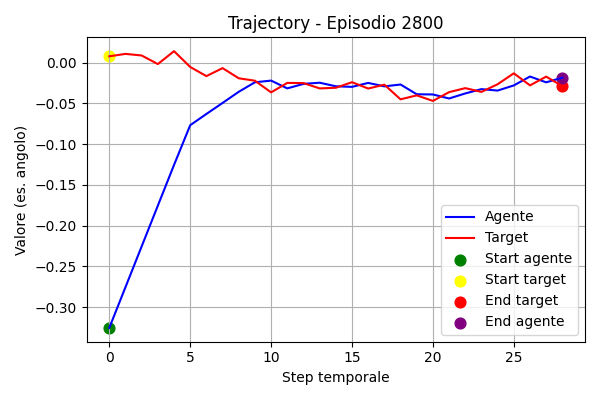 Trajectory - Episodio 2800
Valore (es. angolo)
0.00
−0.05
−0.10
−0.15
−0.20
−0.25
−0.30
0
5
10
15
20
25
Step temporale
Agente
Target
Start agente
Start target
End target
End agente